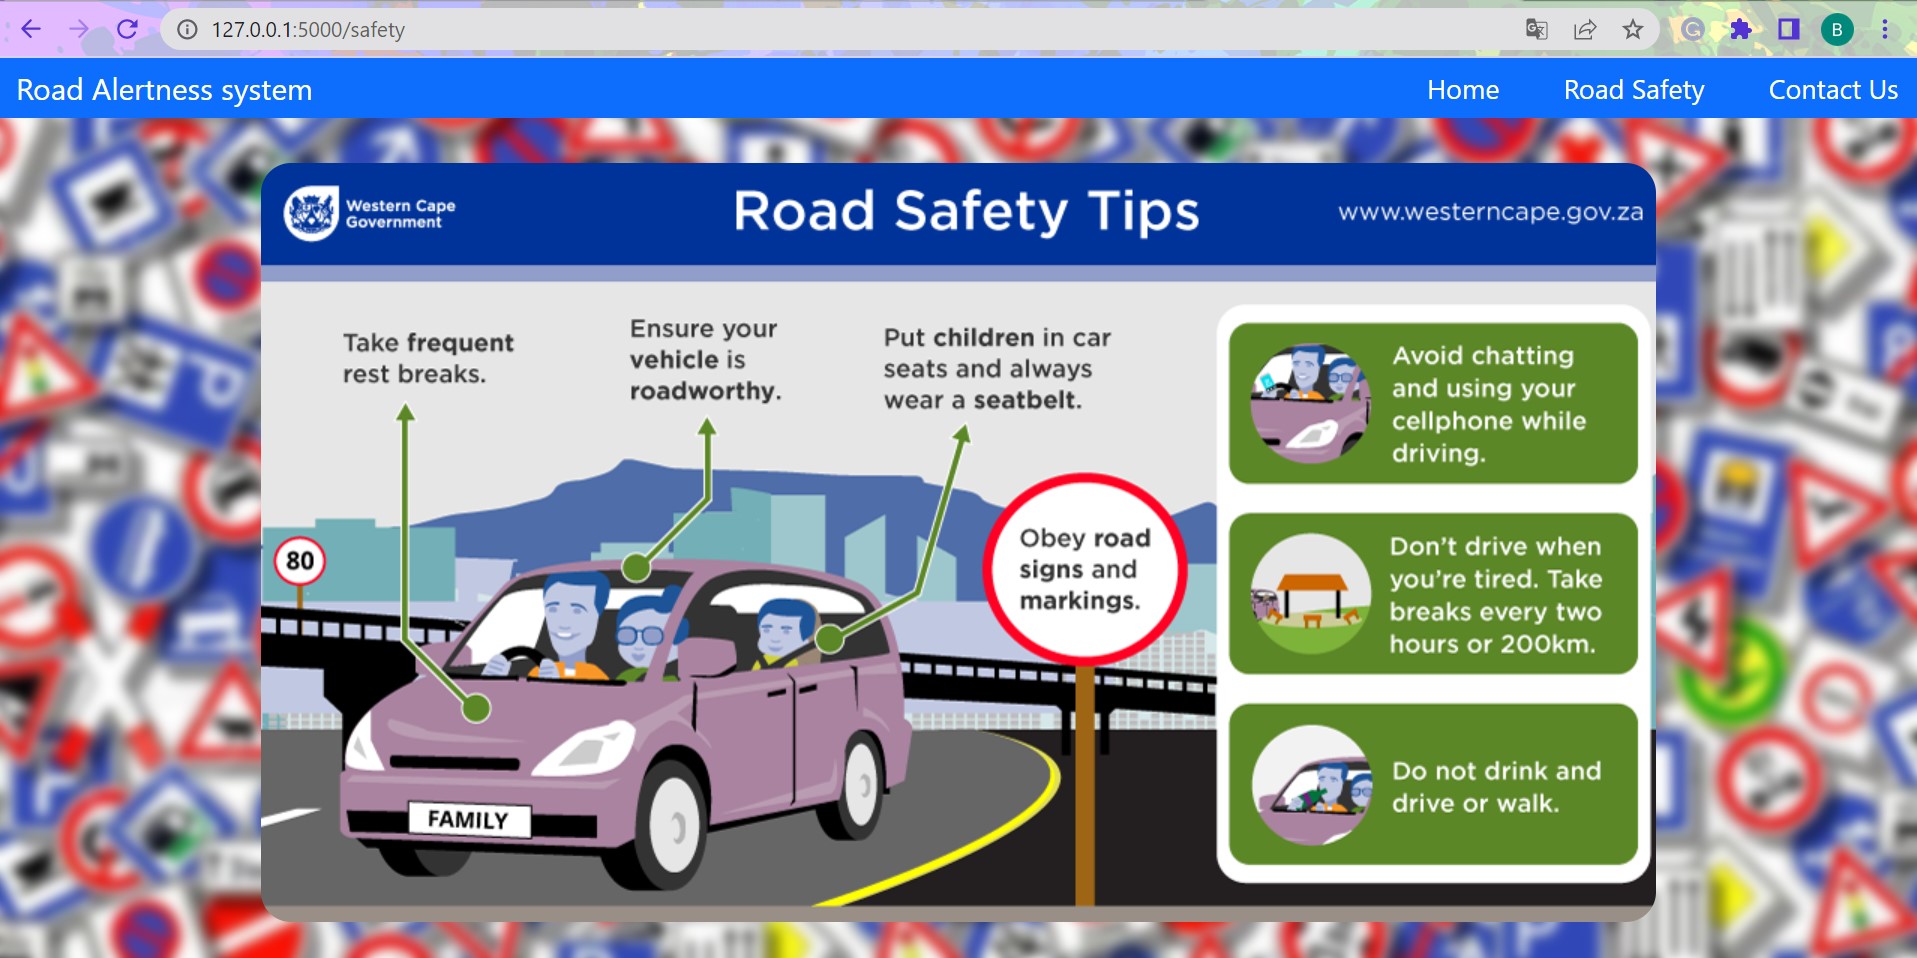 127.0.0.1:5000/safety
B
Road Alertness system
Home
Road Safety
Contact Us
Western Cape
Government
Road Safety Tips
www.westerncape.gov.za
Take frequent
rest breaks.
Ensure your
vehicle is
roadworthy.
Put children in car
seats and always
wear a seatbelt.
80
Obey road
signs and
markings.
FAMILY
Avoid chatting
and using your
cellphone while
driving.
Don't drive when
you're tired. Take
breaks every two
hours or 200km.
Do not drink and
drive or walk.